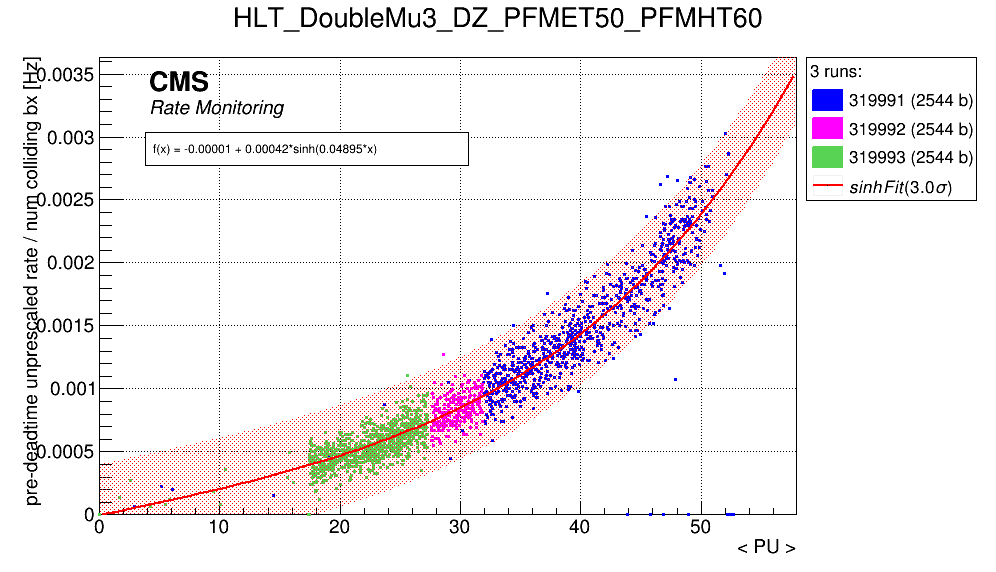 HLT_DoubleMu3_DZ_PFMET50_PFMHT60
pre-deadtime unprescaled rate / num colliding bx [Hz]
0.0035
0.003
0.0025
0.002
0.0015
0.001
0.0005
0
CMS
Rate Monitoring
f(x) = -0.00001 + 0.00042*sinh(0.04895*x)
0 10 20 30 40 50
< PU >
3 runs:
319991 (2544 b)
319992 (2544 b)
319993 (2544 b)
sinhFit(3.0σ)